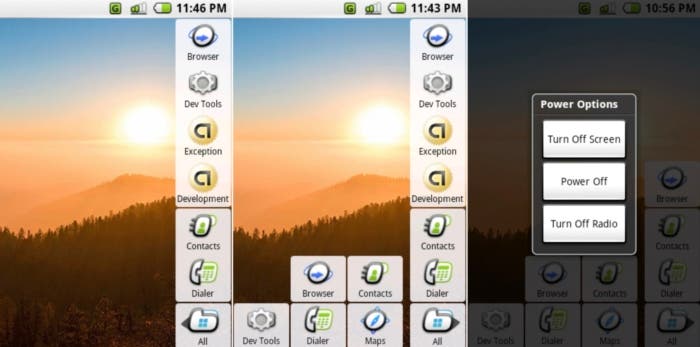 G 11:46 PM
Browser
Dev Tools
Exception
Development
Contacts
Dialer
All
G 11:43 PM
Browser
Dev Tools
Exception
Development
Contacts
Dialer
Browser
Contacts
Dev Tools
Dialer
Maps
All
G 10:56 PM
Power Options
Turn Off Screen
Power Off
Turn Off Radio
Browser
Contacts
Browser
Contacts
Dialer
Dev Tools
Dialer
Maps
All